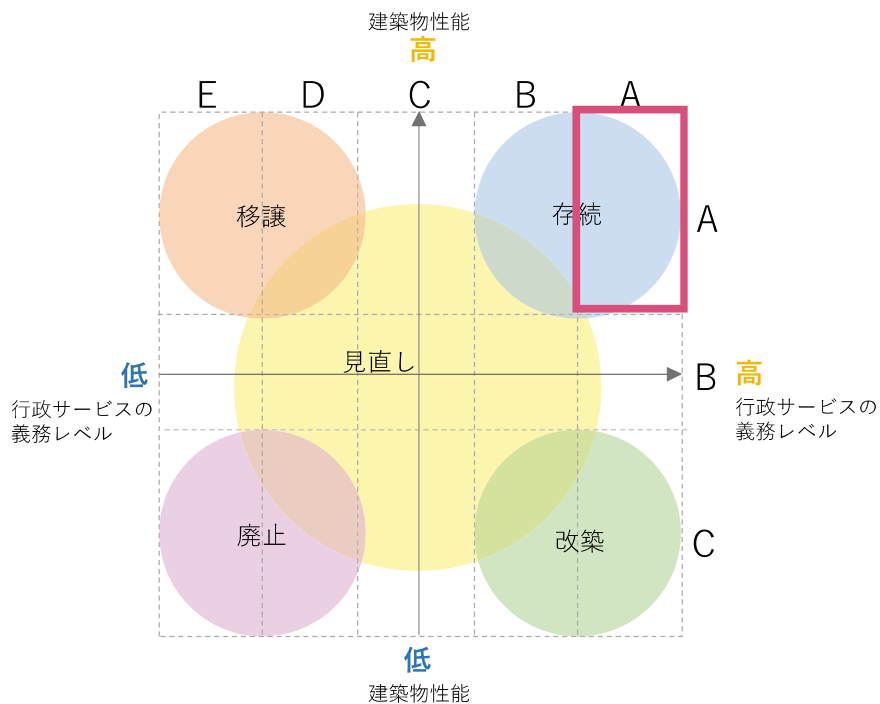 建築物性能
高
E D C B A
移譲
存続
A
見直し
低
行政サービスの
義務レベル
B
高
行政サービスの
義務レベル
廃止
改築
C
低
建築物性能